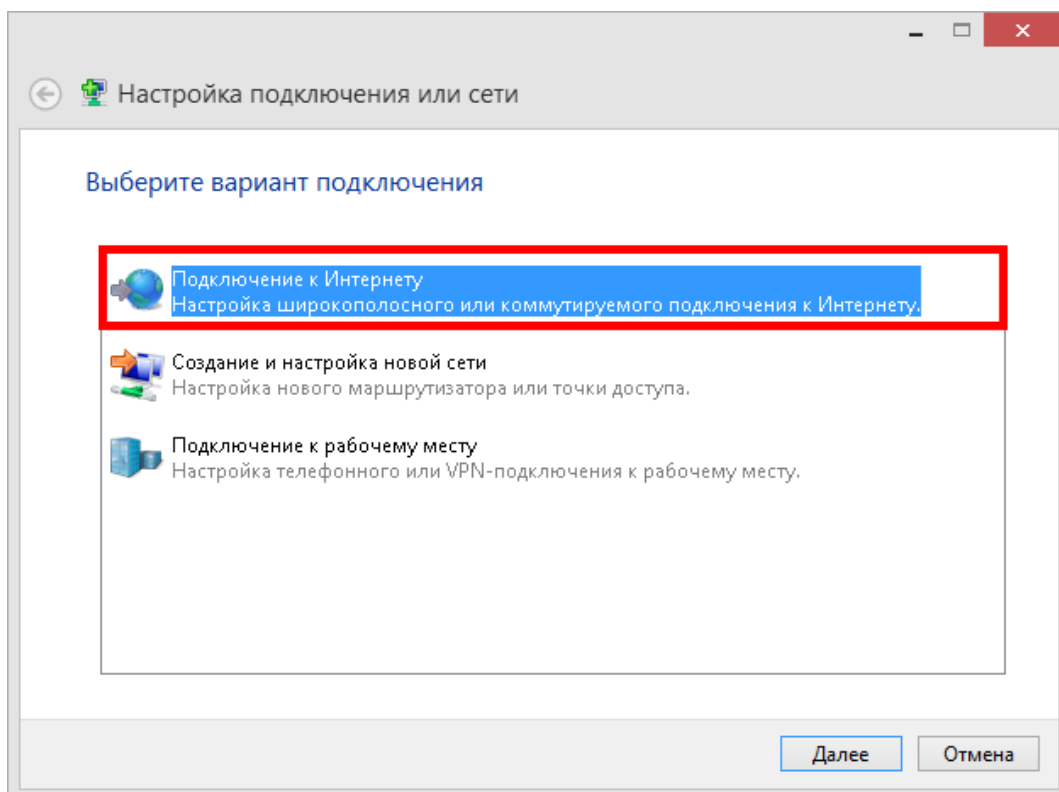 Настройка подключения или сети
Выберите вариант подключения
Подключение к Интернету
Настройка широкополосного или коммутируемого подключения к Интернету.
Создание и настройка новой сети
Настройка нового маршрутизатора или точки доступа.
Подключение к рабочему месту
Настройка телефонного или VPN-подключения к рабочему месту.
Далее
Отмена